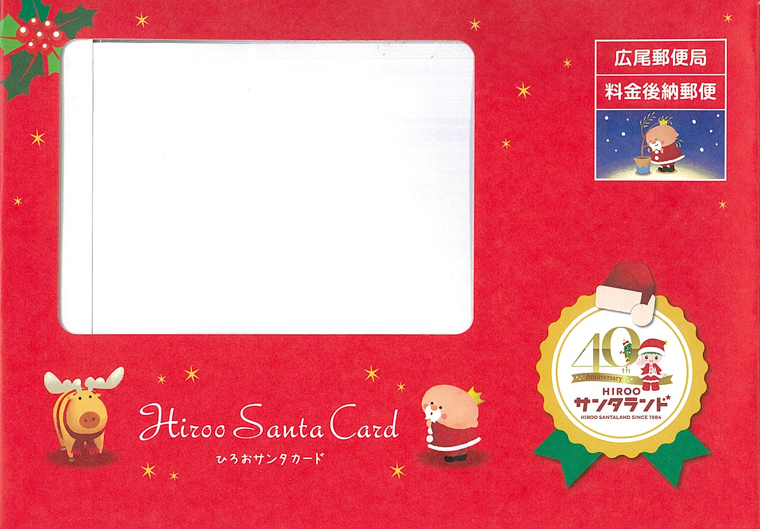 広尾郵便局
料金後納郵便
40th
Anniversary
HIROO
サンタランド
HIROO SANTALAND SINCE 1984
Hiroo Santa Card
ひろおサンタカード